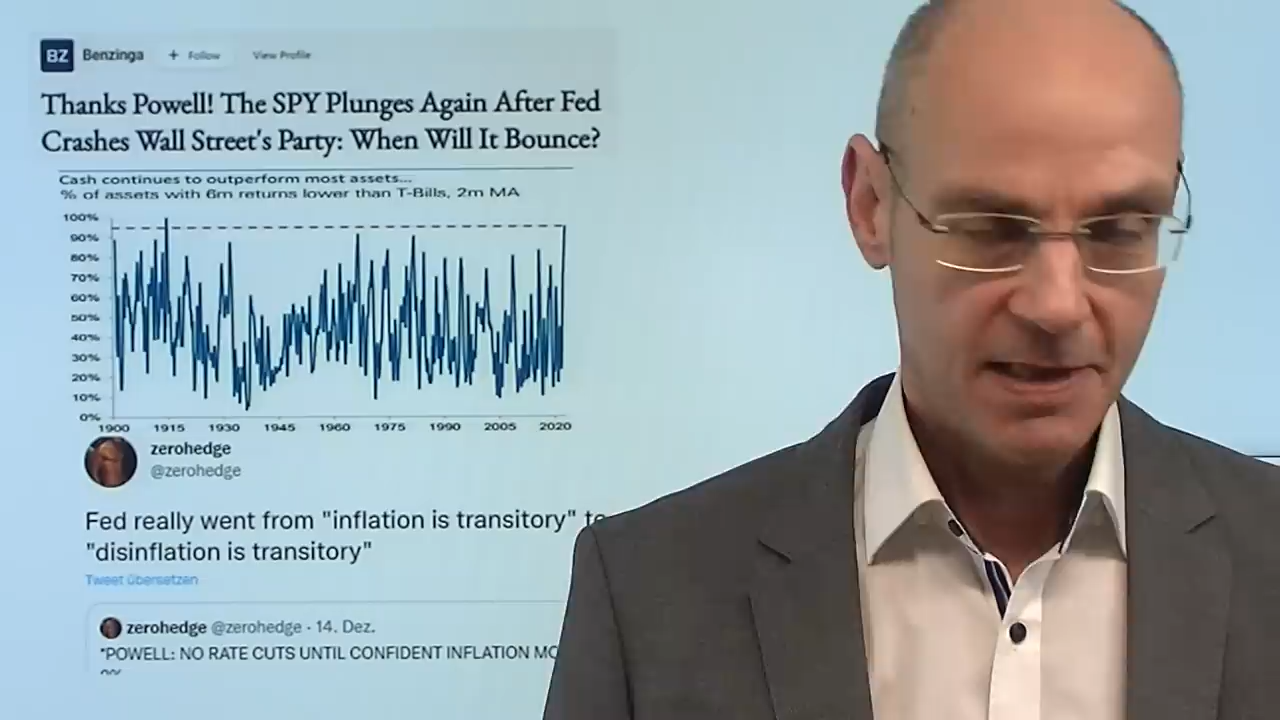 BZ Benzinga + Follow View Profile
Thanks Powell! The SPY Plunges Again After Fed
Crashes Wall Street's Party: When Will It Bounce?
Cash continues to outperform most assets...
% of assets with 6m returns lower than T-Bills, 2m MA
100%
90%
80%
70%
60%
50%
40%
30%
20%
10%
0%
1900 1915 1930 1945 1960 1975 1990 2005 2020
zerohedge
@zerohedge
Fed really went from "inflation is transitory" to
"disinflation is transitory"
Tweet übersetzen
zerohedge @zerohedge · 14. Dez.
*POWELL: NO RATE CUTS UNTIL CONFIDENT INFLATION